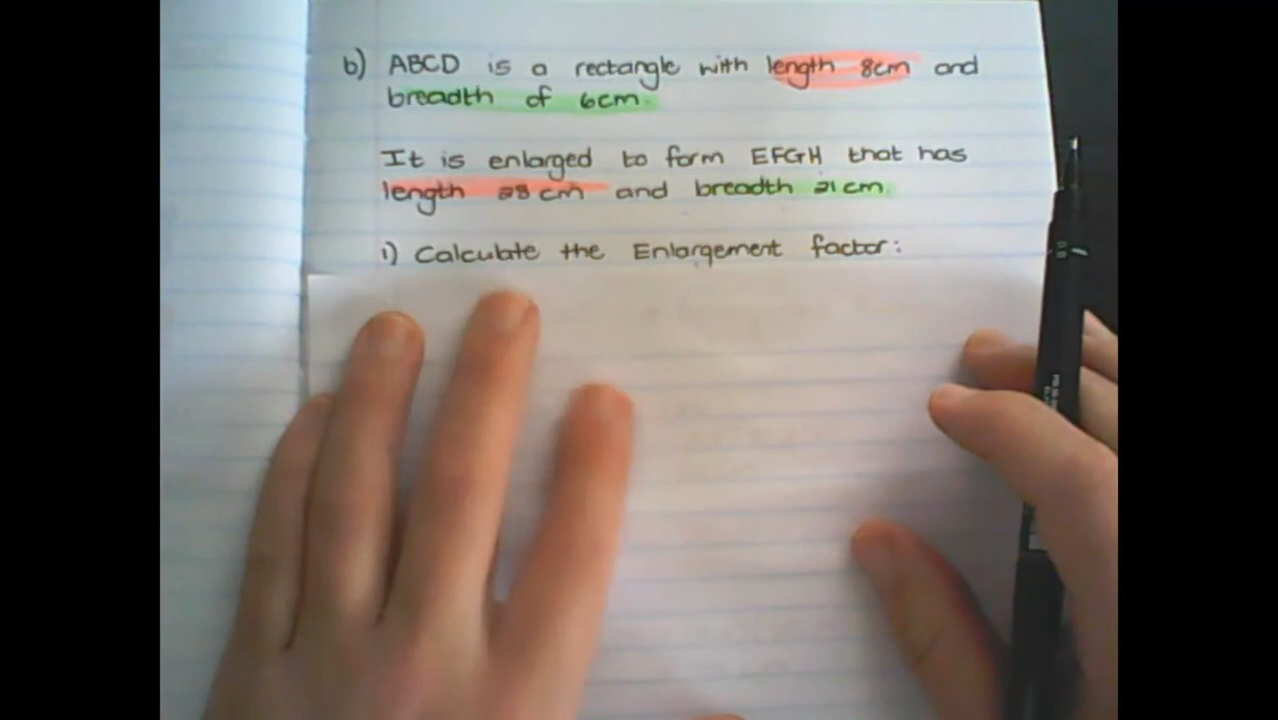 b) ABCD is a rectangle with length 8cm and
breadth of 6cm.
It is enlarged to form EFGH that has
length 28 cm and breadth 21 cm.
i) Calculate the Enlargement factor: